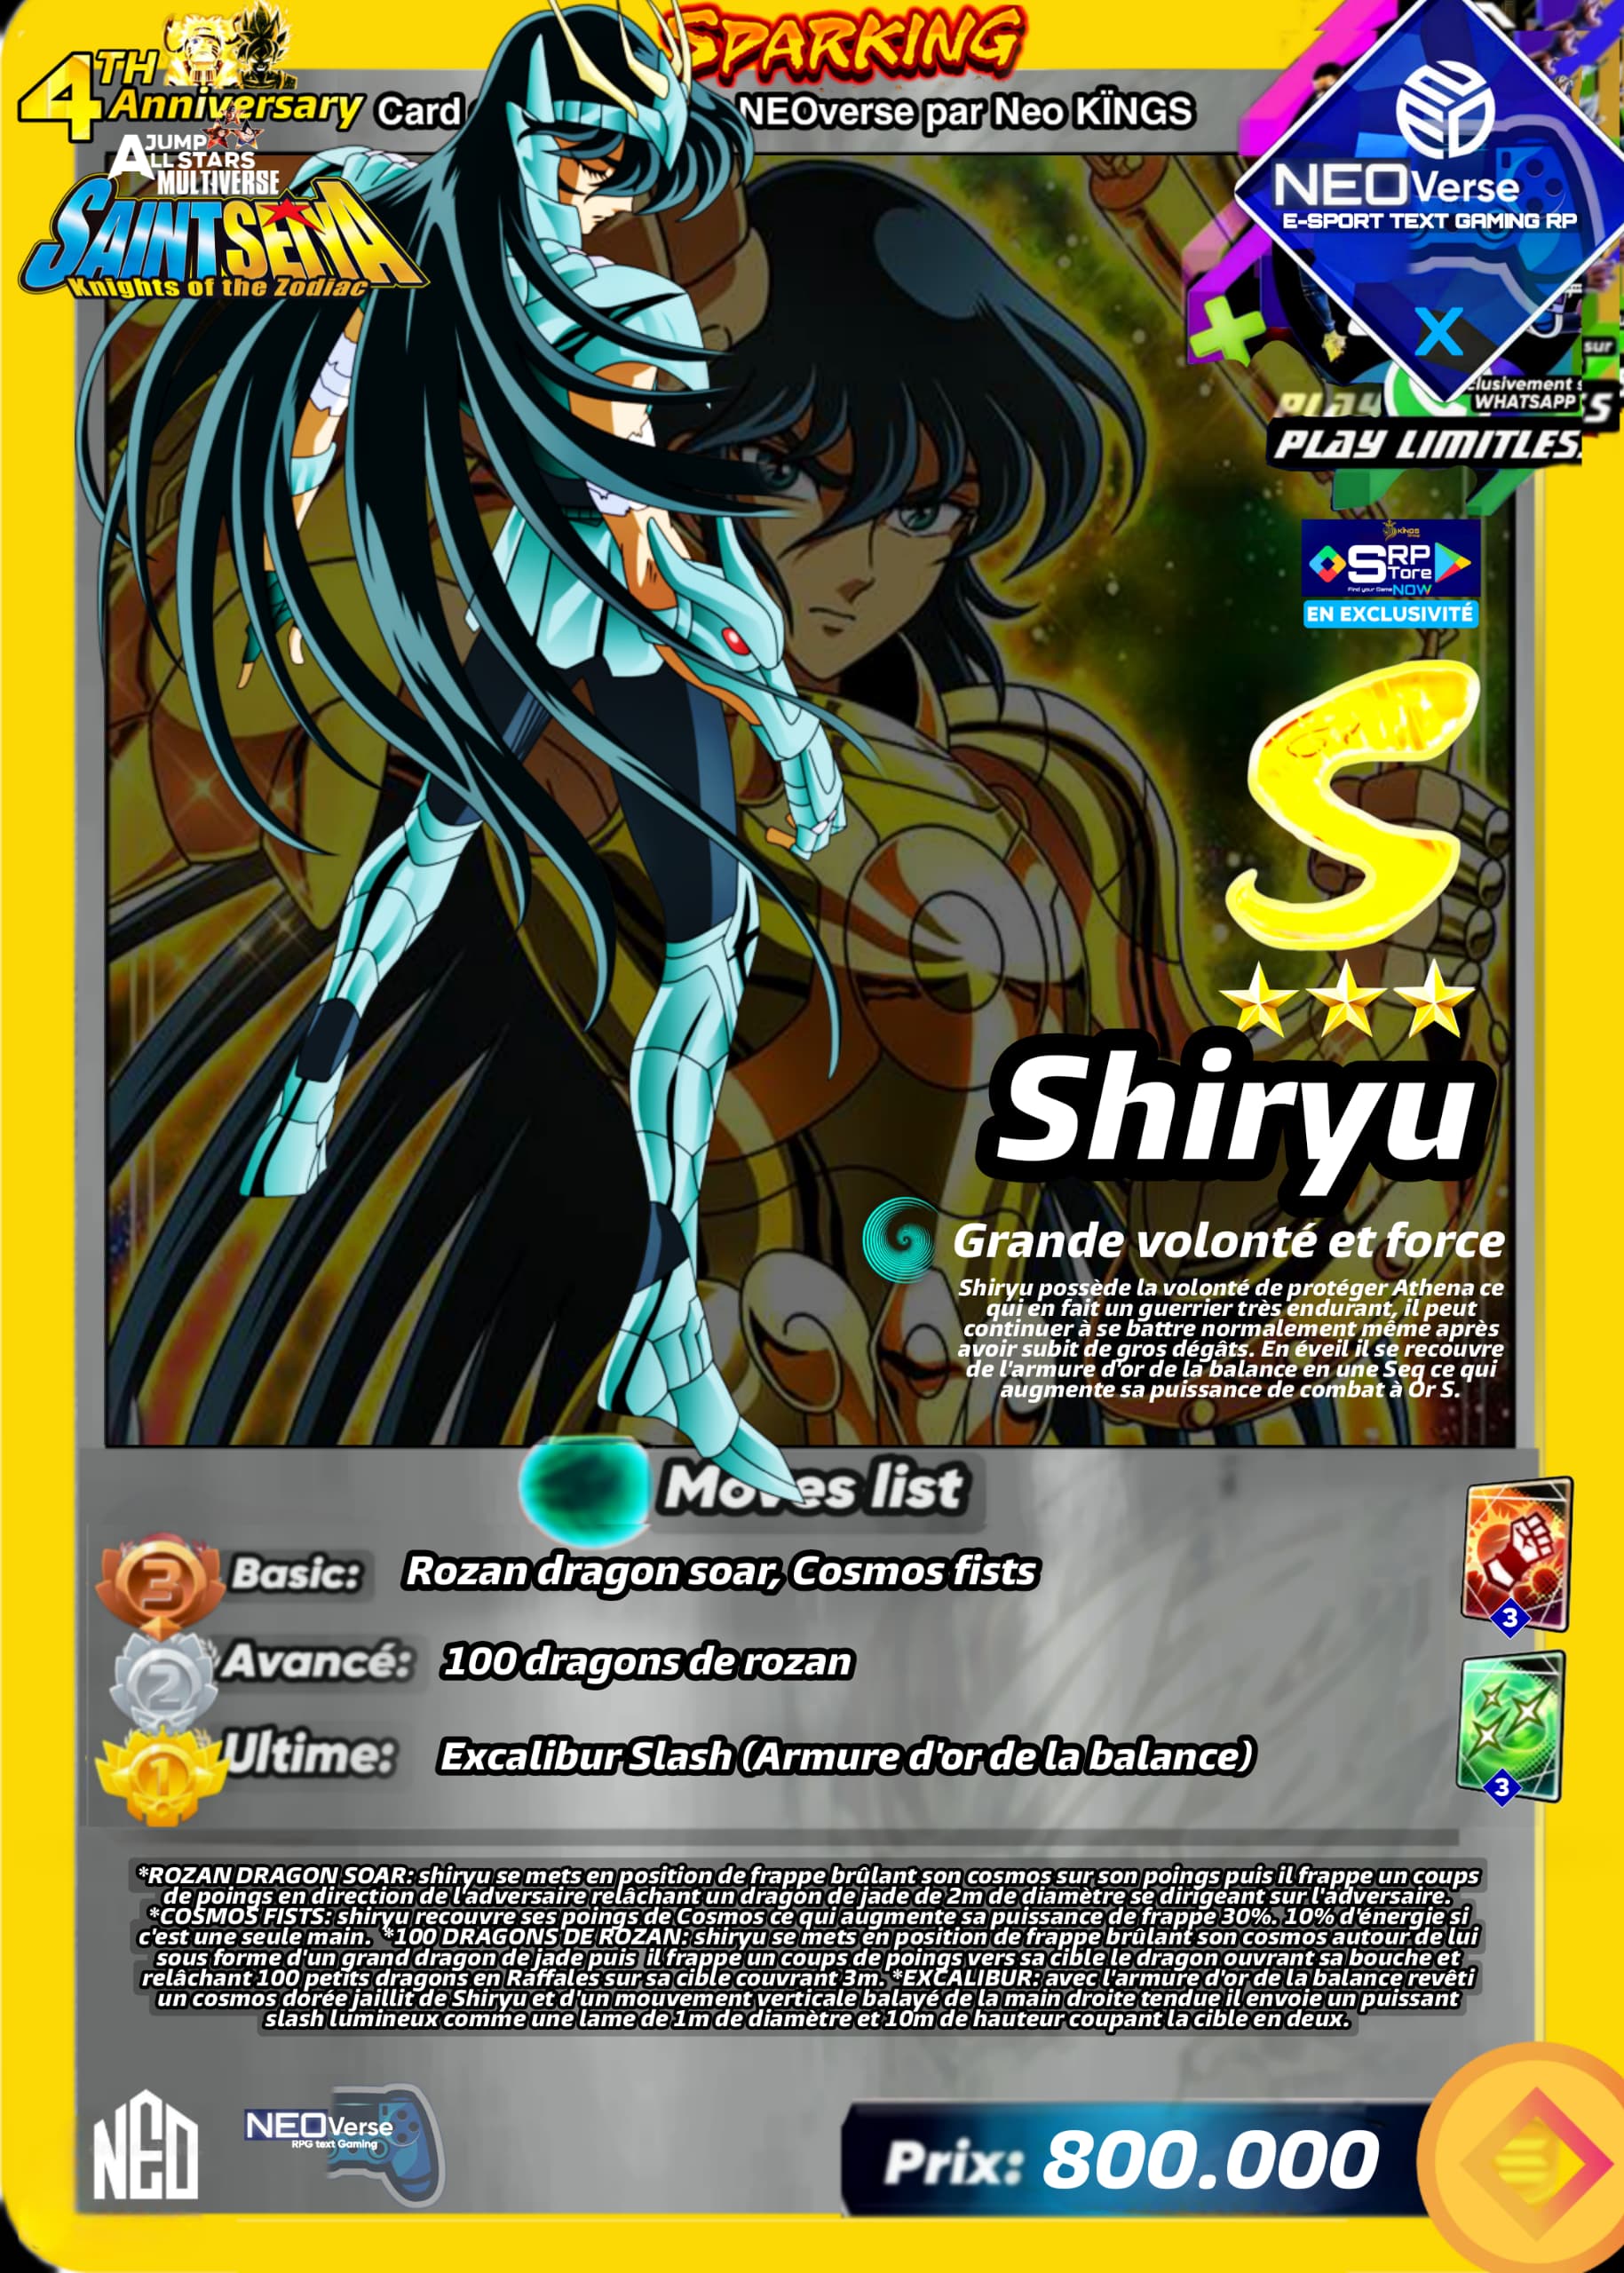 SPARKING
4TH
Anniversary
Card
NEOverse par Neo KÏNGS
A JUMP
ALL STARS
MULTIVERSE
SAINT SEIYA
Knights of the Zodiac
NEOVerse
E-SPORT TEXT GAMING RP
X
sur
WHATSAPP
PLAY LIMITLES
KINGS
SRP
Tore
Find your Game NOW
EN EXCLUSIVITÉ
S
Shiryu
Grande volonté et force
Shiryu possède la volonté de protéger Athena ce
qui en fait un guerrier très endurant, il peut
continuer à se battre normalement même après
avoir subit de gros dégâts. En éveil il se recouvre
de l'armure d'or de la balance en une Seq ce qui
augmente sa puissance de combat à Or S.
Moves list
3 Basic: Rozan dragon soar, Cosmos fists
3
2 Avancé: 100 dragons de rozan
1 Ultime: Excalibur Slash (Armure d'or de la balance)
3
*ROZAN DRAGON SOAR: shiryu se mets en position de frappe brûlant son cosmos sur son poings puis il frappe un coups
de poings en direction de l'adversaire relâchant un dragon de jade de 2m de diamètre se dirigeant sur l'adversaire.
*COSMOS FISTS: shiryu recouvre ses poings de Cosmos ce qui augmente sa puissance de frappe 30%. 10% d'énergie si
c'est une seule main. *100 DRAGONS DE ROZAN: shiryu se mets en position de frappe brûlant son cosmos autour de lui
sous forme d'un grand dragon de jade puis il frappe un coups de poings vers sa cible le dragon ouvrant sa bouche et
relâchant 100 petits dragons en Raffales sur sa cible couvrant 3m. *EXCALIBUR: avec l'armure d'or de la balance revêti
un cosmos dorée jaillit de Shiryu et d'un mouvement verticale balayé de la main droite tendue il envoie un puissant
slash lumineux comme une lame de 1m de diamètre et 10m de hauteur coupant la cible en deux.
NEO
NEOVerse
RPG text Gaming
Prix: 800.000